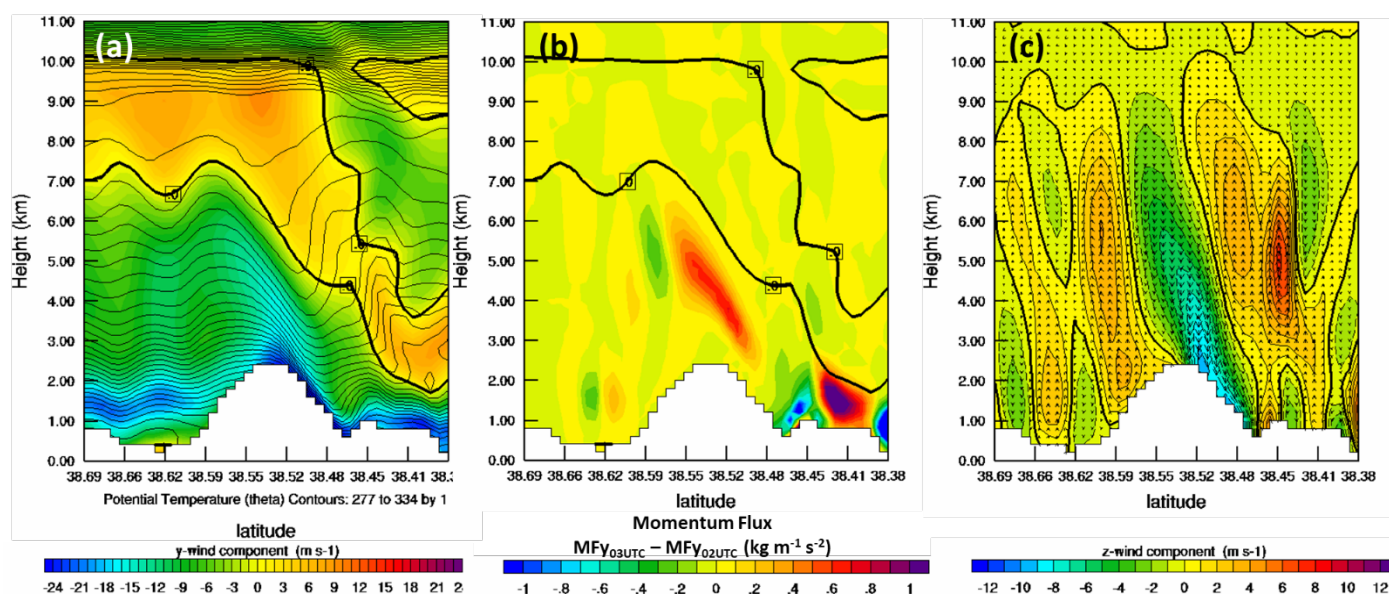 (a)
11.00
10.00
9.00
8.00
7.00
6.00
5.00
4.00
3.00
2.00
1.00
0.00
Height (km)
.0
.0
.0
.0
38.69 38.66 38.62 38.59 38.55 38.52 38.48 38.45 38.41 38.3
Potential Temperature (theta) Contours: 277 to 334 by 1
latitude
y-wind component (m s-1)
-24 -21 -18 -15 -12 -9 -6 -3 0 3 6 9 12 15 18 21 2
(b)
11.00
10.00
9.00
8.00
7.00
6.00
5.00
4.00
3.00
2.00
1.00
0.00
Height (km)
.0
.0
.0
.0
38.69 38.66 38.62 38.59 38.55 38.52 38.48 38.45 38.41 38.38
latitude
Momentum Flux
MFy03UTC – MFy02UTC (kg m-1 s-2)
-1 -.8 -.6 -.4 -.2 0 .2 .4 .6 .8 1
(c)
11.00
10.00
9.00
8.00
7.00
6.00
5.00
4.00
3.00
2.00
1.00
0.00
Height (km)
38.69 38.66 38.62 38.59 38.55 38.52 38.48 38.45 38.41 38.38
latitude
z-wind component (m s-1)
-12 -10 -8 -6 -4 -2 0 2 4 6 8 10 12